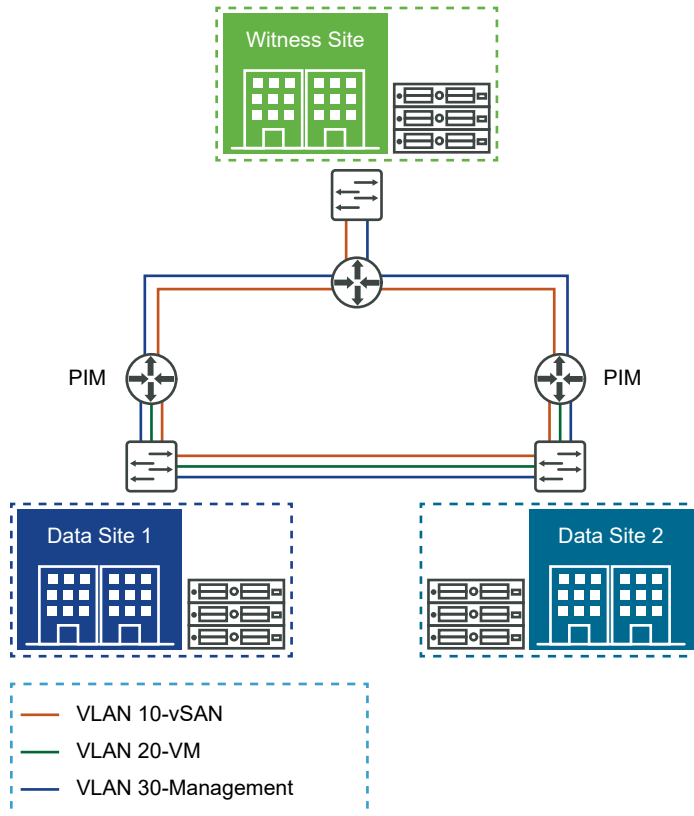 Witness Site
PIM
PIM
Data Site 1
Data Site 2
VLAN 10-vSAN
VLAN 20-VM
VLAN 30-Management